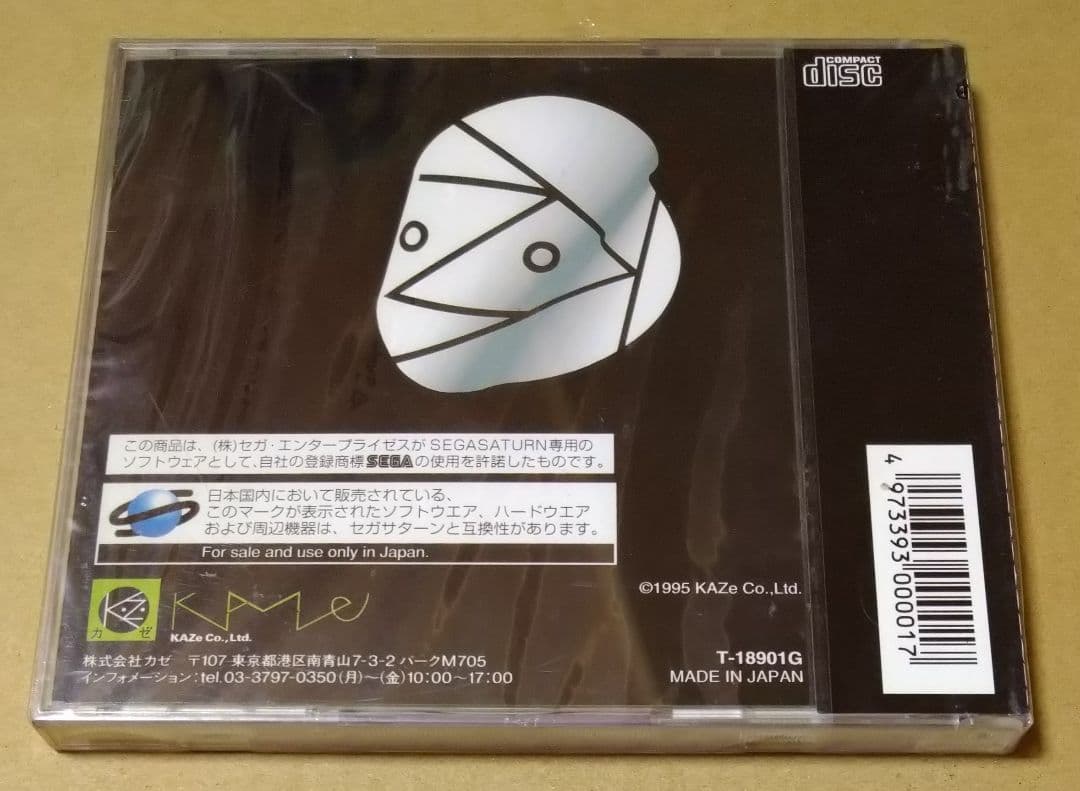 COMPACT
disc
この商品は、(株)セガ・エンタープライゼスが SEGASATURN専用の
ソフトウェアとして、自社の登録商標SEGAの使用を許諾したものです。
日本国内において販売されている、
このマークが表示されたソフトウエア、ハードウエア
および周辺機器は、セガサターンと互換性があります。
For sale and use only in Japan.
KAZe
カ ゼ
KAZe
KAZe Co.,Ltd.
©1995 KAZe Co.,Ltd.
株式会社カゼ 〒107 東京都港区南青山7-3-2 パークM705
インフォメーション：tel.03-3797-0350(月)〜(金)10:00〜17:00
T-18901G
MADE IN JAPAN
4 973393 000017